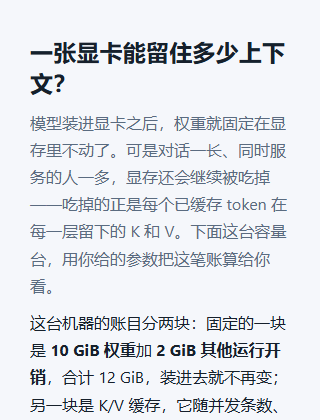 一张显卡能留住多少上下
文？
模型装进显卡之后，权重就固定在显
存里不动了。可是对话一长、同时服
务的人一多，显存还会继续被吃掉
——吃掉的正是每个已缓存 token 在
每一层留下的 K 和 V。下面这台容量
台，用你给的参数把这笔账算给你
看。
这台机器的账目分两块：固定的一块
是 10 GiB 权重加 2 GiB 其他运行开
销，合计 12 GiB，装进去就不再变；
另一块是 K/V 缓存，它随并发条数、